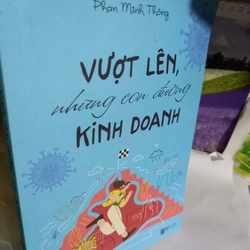 Phan Minh Thông
VƯỢT LÊN,
những con đường
KINH DOANH